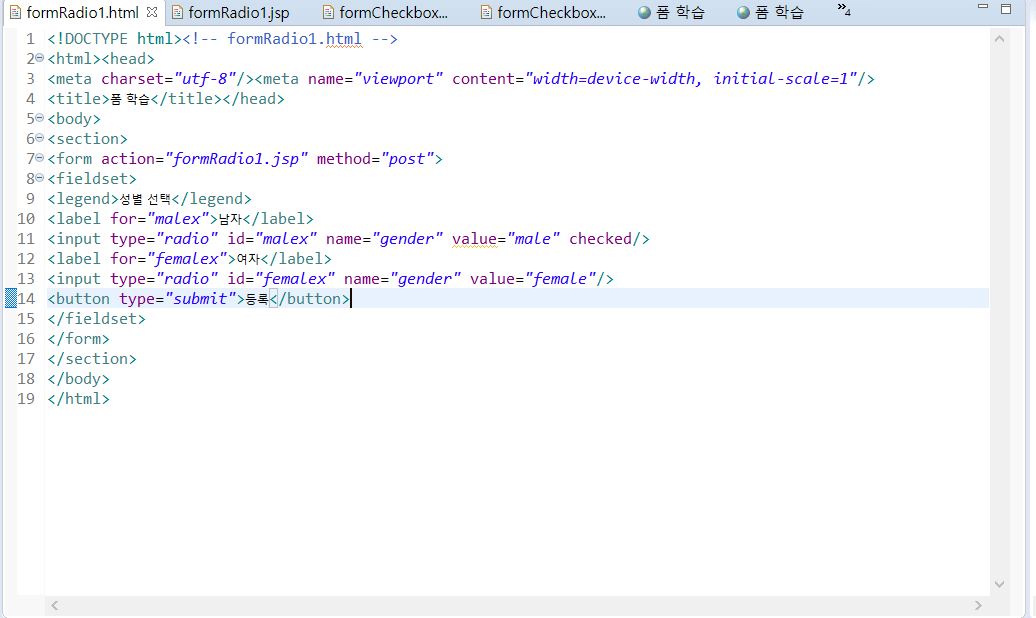 formRadio1.html formRadio1.jsp formCheckbox... formCheckbox... 폼 학습 폼 학습 »4
1 <!DOCTYPE html><!-- formRadio1.html -->
2 <html><head>
3 <meta charset="utf-8"/><meta name="viewport" content="width=device-width, initial-scale=1"/>
4 <title>폼 학습</title></head>
5 <body>
6 <section>
7 <form action="formRadio1.jsp" method="post">
8 <fieldset>
9 <legend>성별 선택</legend>
10 <label for="malex">남자</label>
11 <input type="radio" id="malex" name="gender" value="male" checked/>
12 <label for="femalex">여자</label>
13 <input type="radio" id="femalex" name="gender" value="female"/>
14 <button type="submit">등록</button>
15 </fieldset>
16 </form>
17 </section>
18 </body>
19 </html>